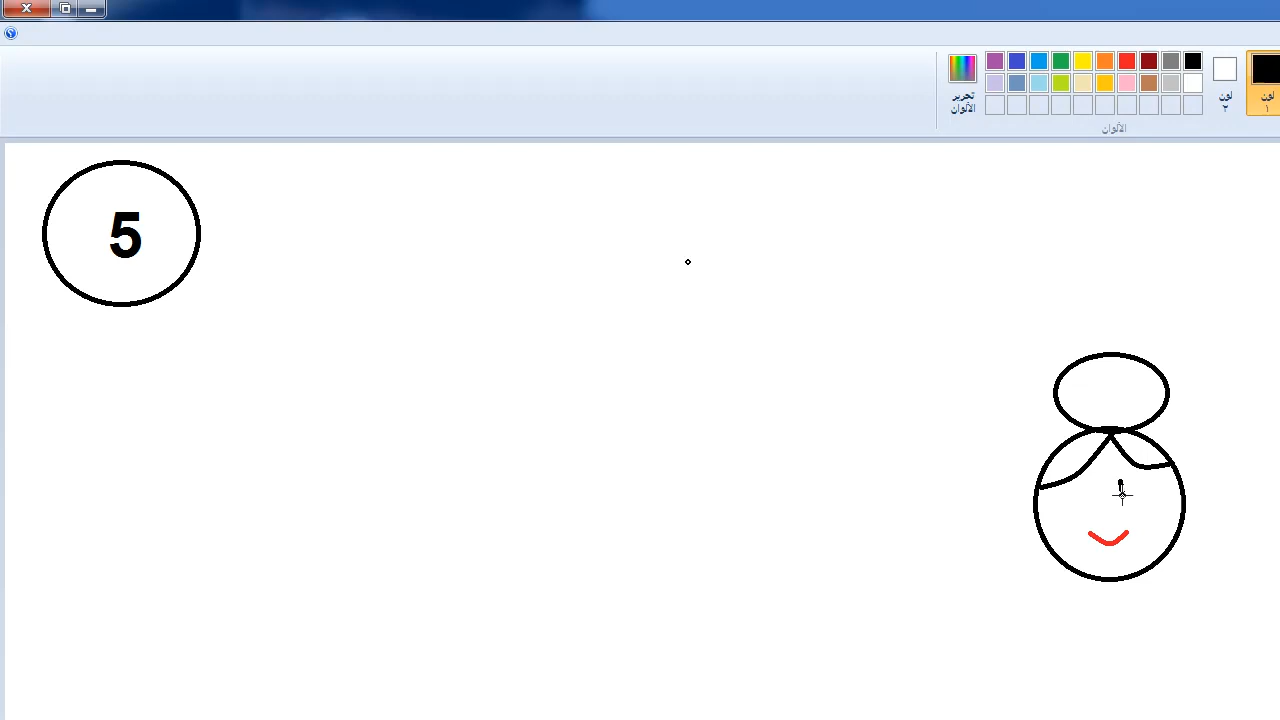 تحرير
الألوان
لون
٢
لون
١
الألوان
5